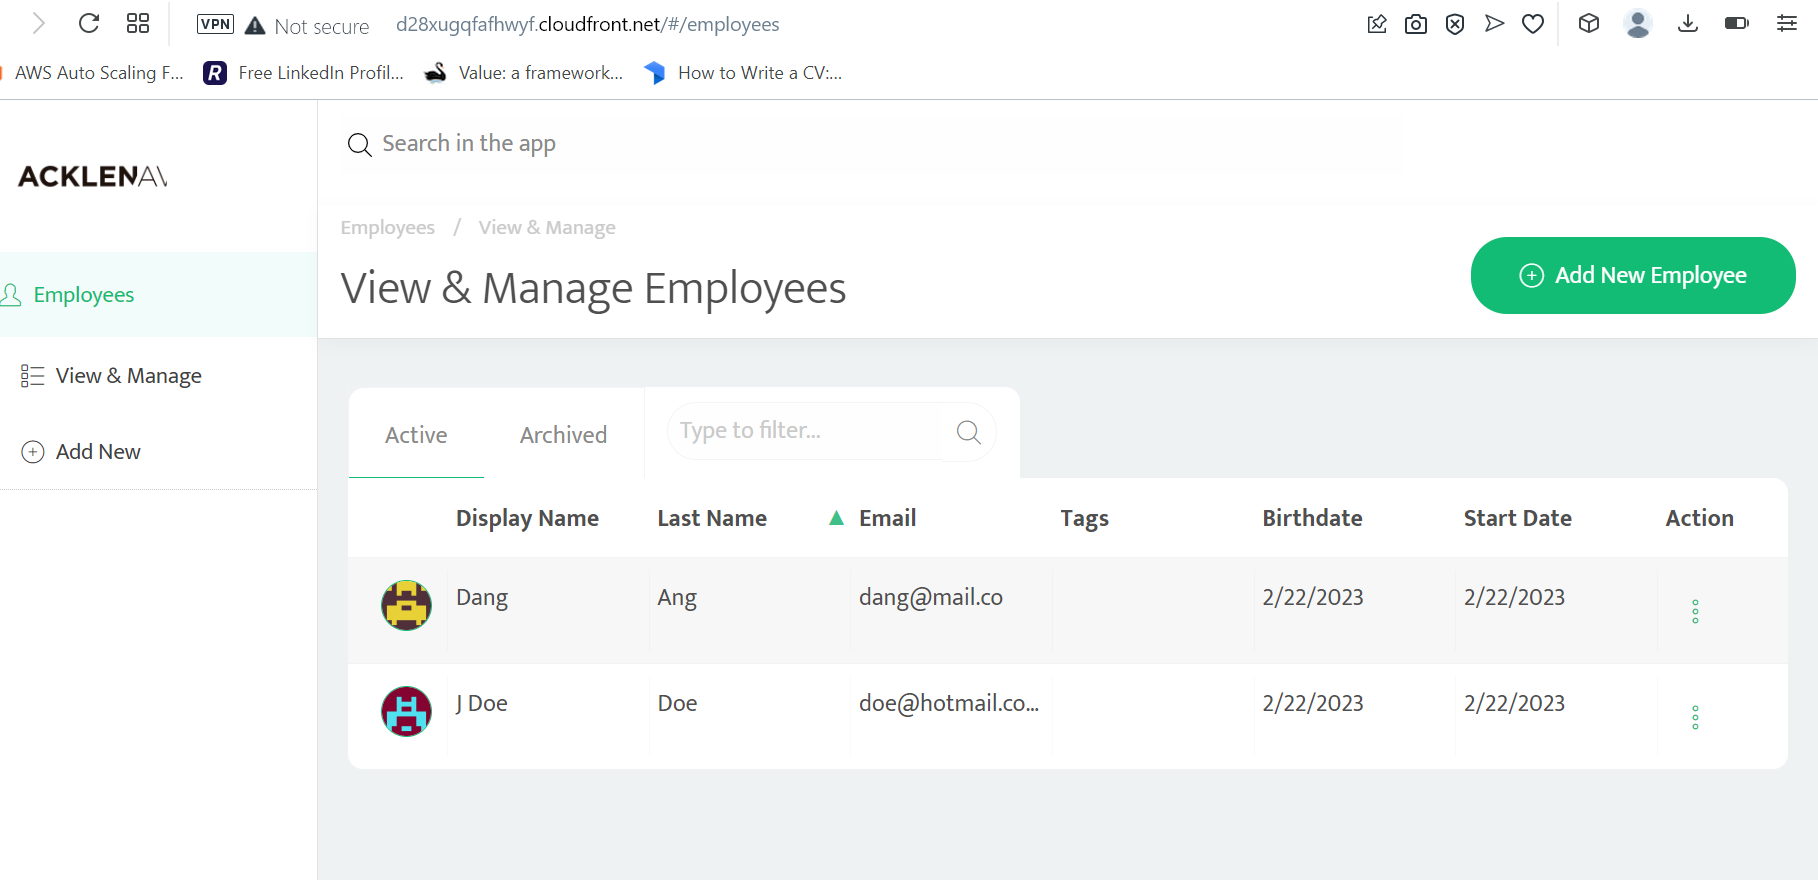 VPN Not secure d28xugqfafhwyf.cloudfront.net/#/employees
AWS Auto Scaling F... R Free LinkedIn Profil... Value: a framework... How to Write a CV:...
Search in the app
ACKLENAV
Employees / View & Manage
View & Manage Employees
Add New Employee
Employees
View & Manage
Add New
Active Archived Type to filter...
Display Name Last Name Email Tags Birthdate Start Date Action
Dang Ang dang@mail.co 2/22/2023 2/22/2023
J Doe Doe doe@hotmail.co... 2/22/2023 2/22/2023